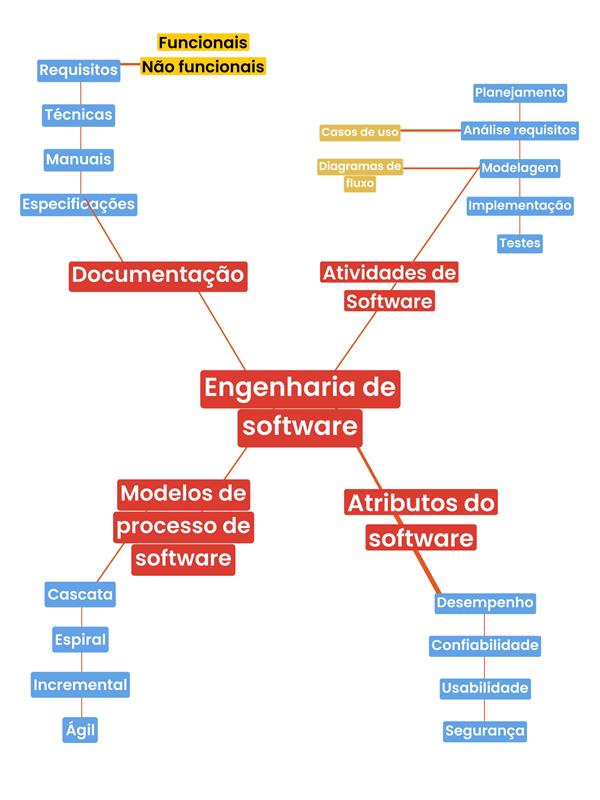 Funcionais
Não funcionais
Requisitos
Técnicas
Manuais
Especificações
Documentação
Planejamento
Casos de uso
Análise requisitos
Diagramas de
fluxo
Modelagem
Implementação
Testes
Atividades de
Software
Engenharia de
software
Modelos de
processo de
software
Cascata
Espiral
Incremental
Ágil
Atributos do
software
Desempenho
Confiabilidade
Usabilidade
Segurança